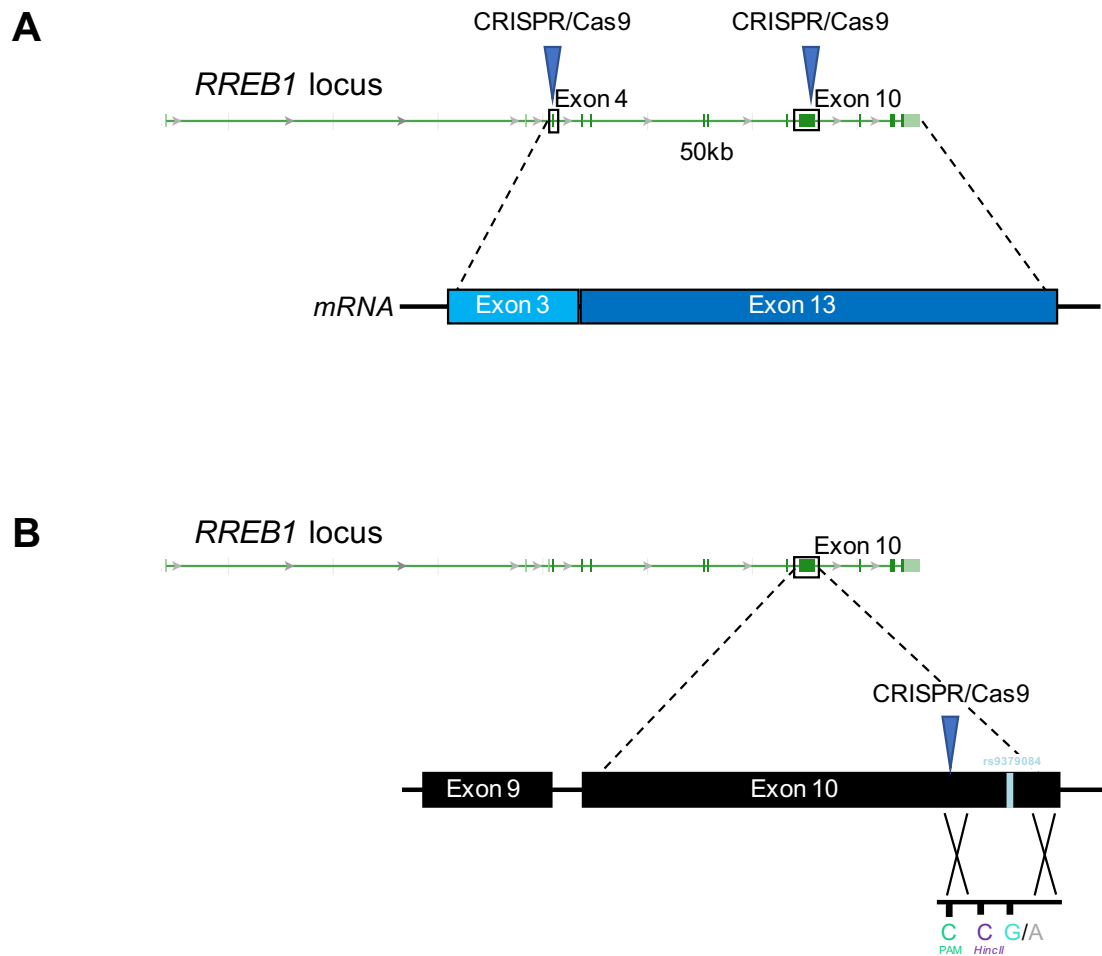 A
CRISPR/Cas9
CRISPR/Cas9
RREB1 locus
Exon 4
Exon 10
50kb
mRNA
Exon 3
Exon 13
B
RREB1 locus
Exon 10
CRISPR/Cas9
rs9379084
Exon 9
Exon 10
C C G/A
PAM HincII